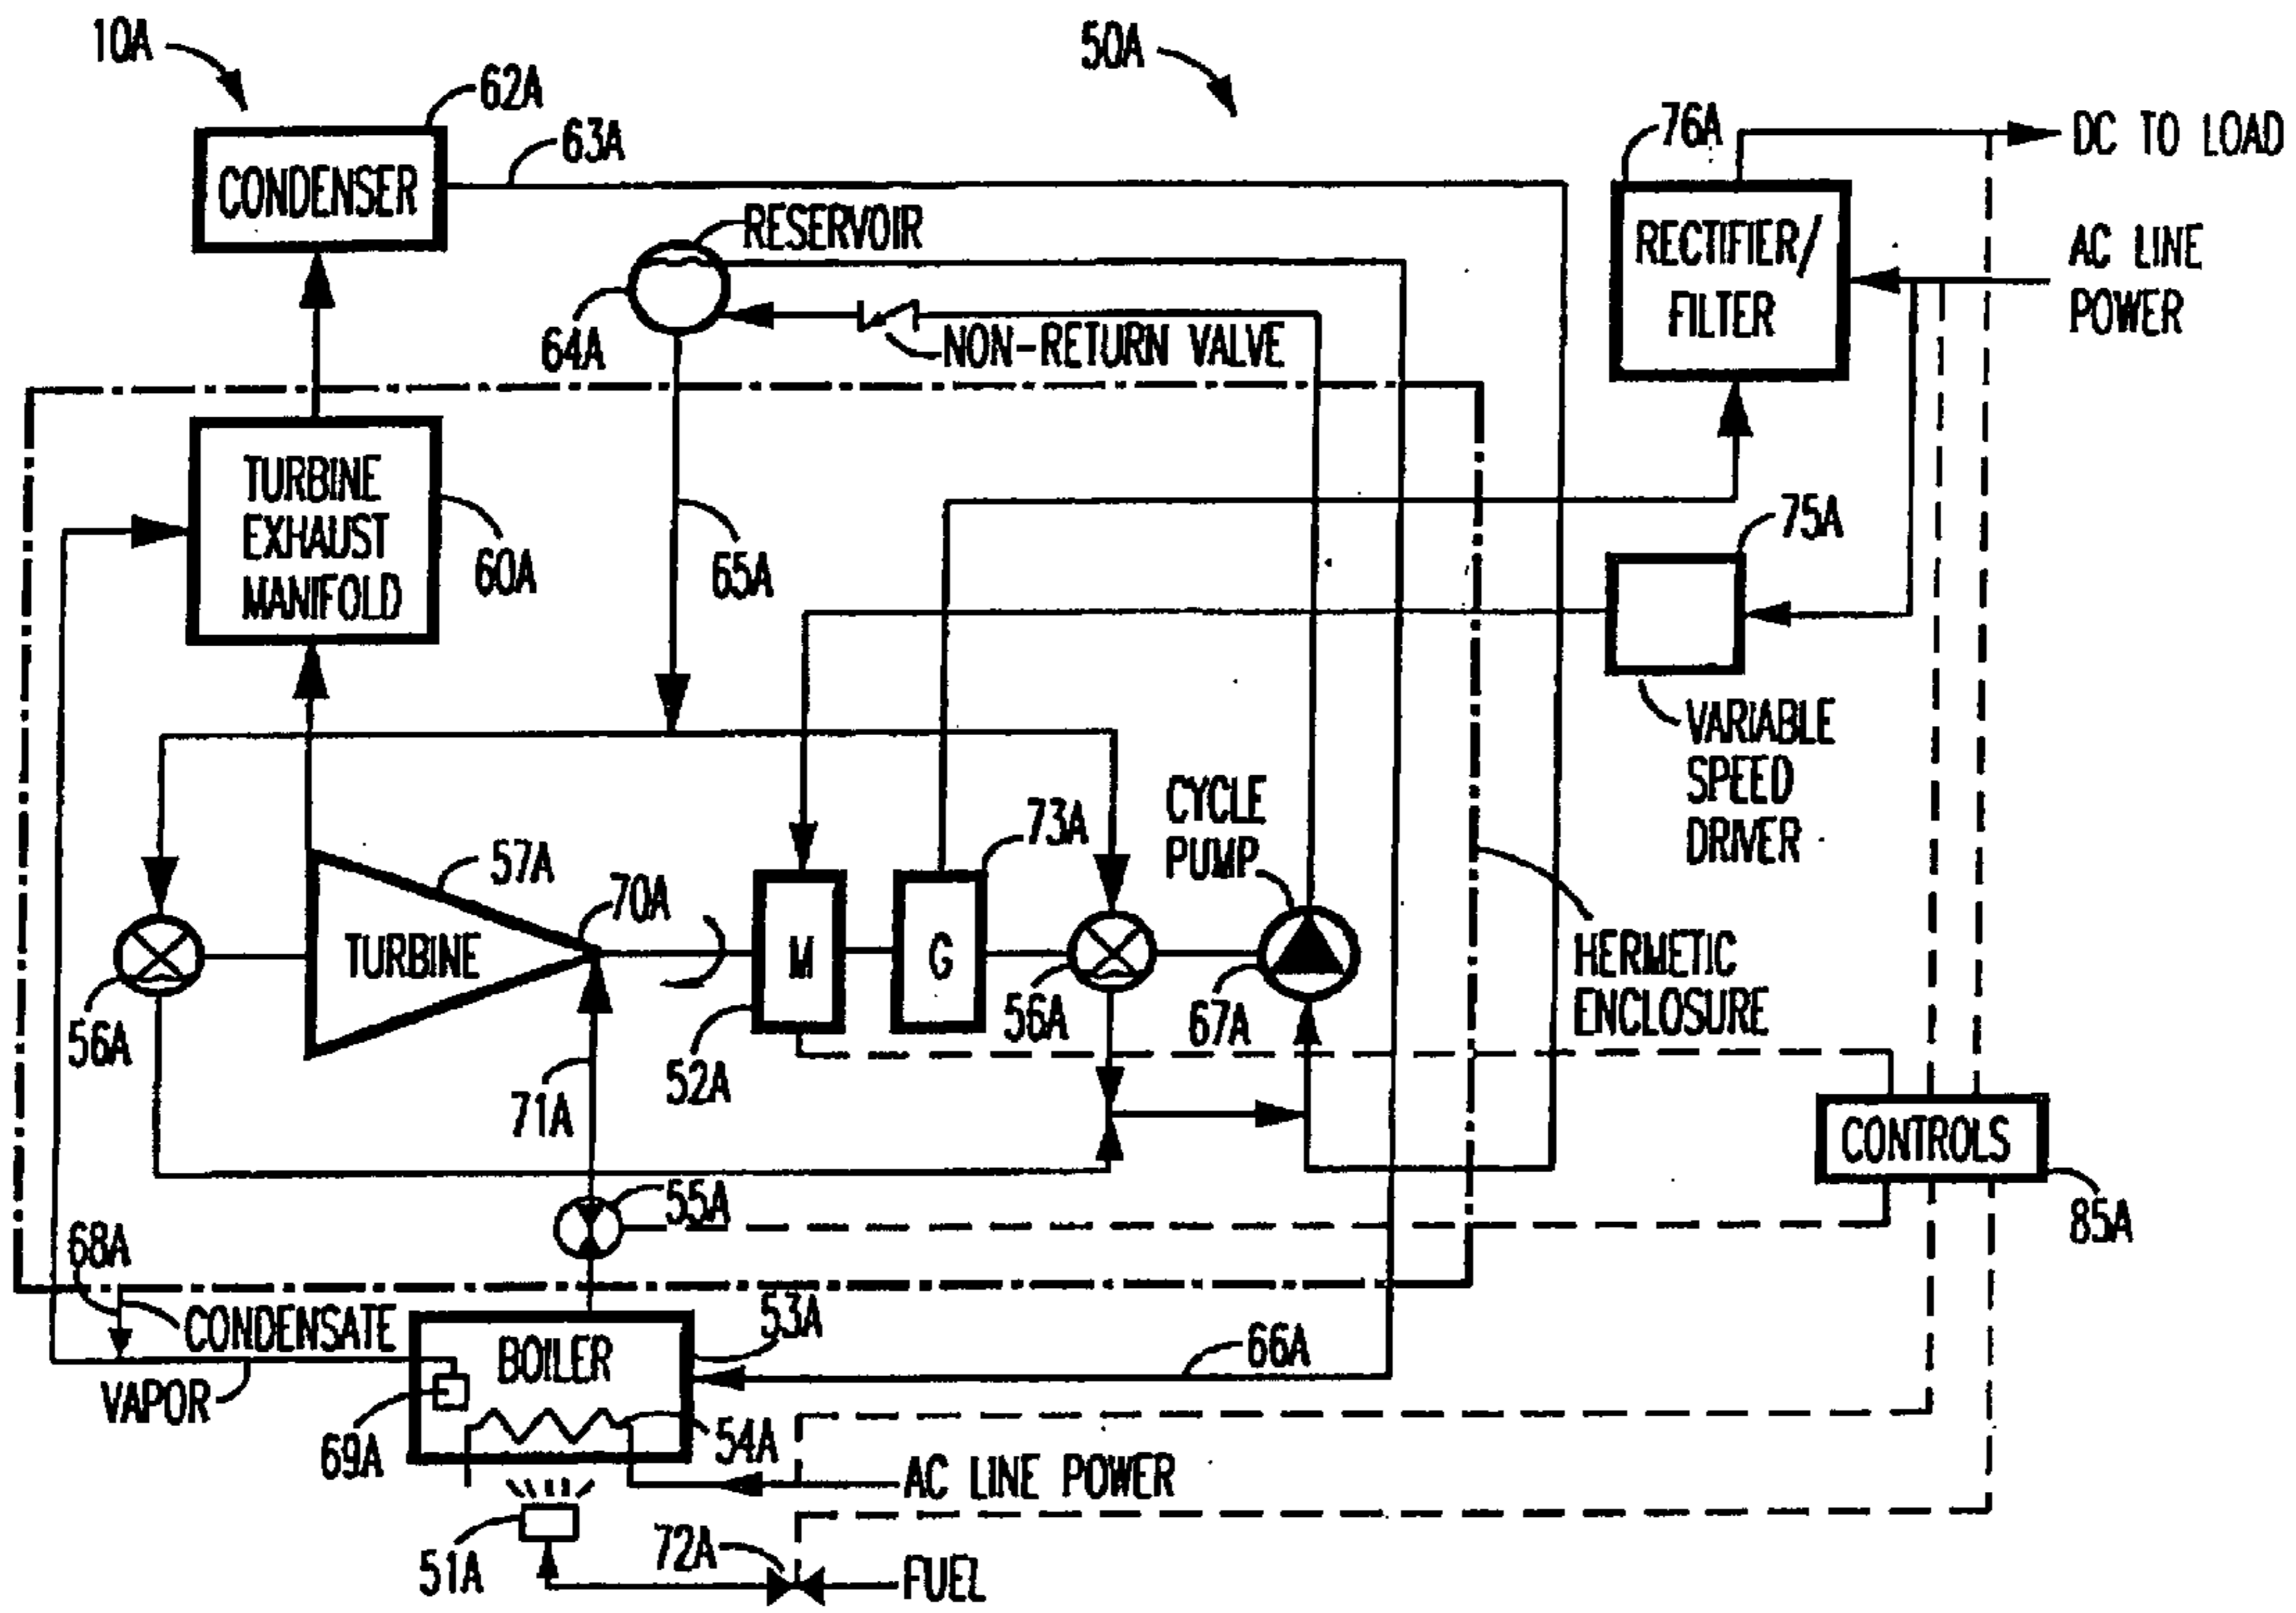 10A
50A
62A
63A
76A
DC TO LOAD
CONDENSER
RESERVOIR
RECTIFIER/
FILTER
AC LINE
POWER
64A
NON-RETURN VALVE
TURBINE
EXHAUST
MANIFOLD
60A
65A
75A
VARIABLE
SPEED
DRIVER
CYCLE
PUMP
73A
57A
70A
TURBINE
M
G
HERMETIC
ENCLOSURE
56A
52A
56A
67A
71A
CONTROLS
55A
85A
68A
CONDENSATE
53A
BOILER
66A
VAPOR
69A
54A
AC LINE POWER
51A
72A
FUEL